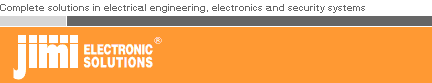 Complete solutions in electrical engineering, electronics and security systems
jimi ELECTRONIC SOLUTIONS®